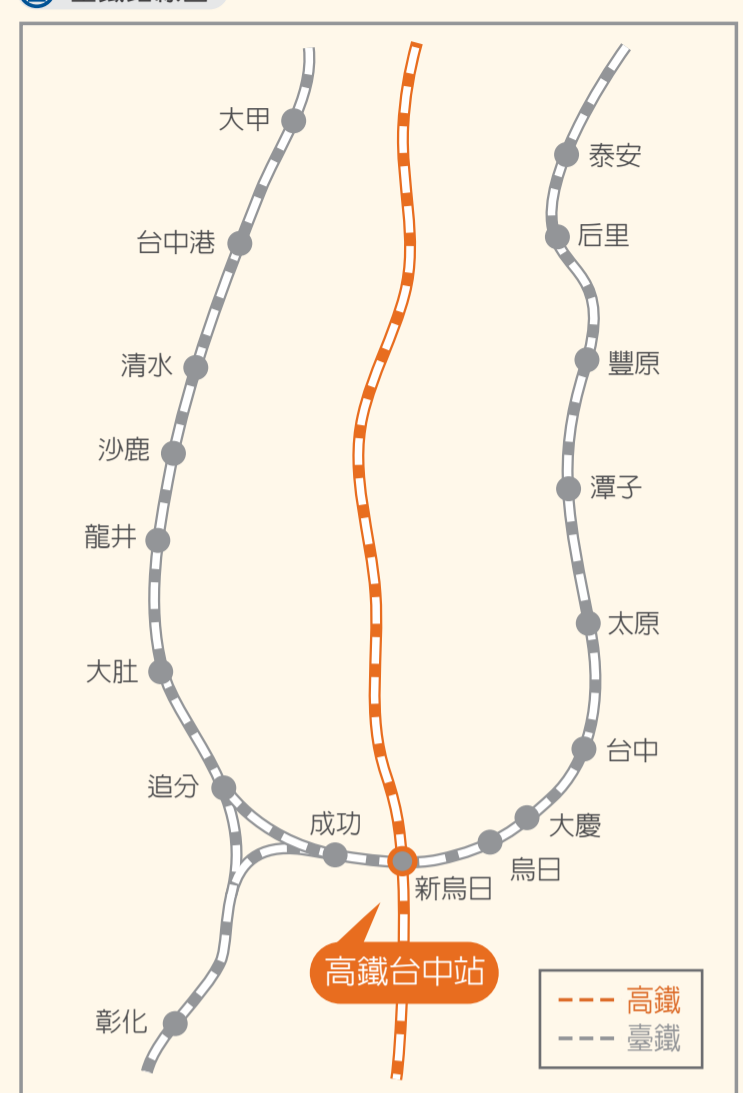 大甲
泰安
后里
台中港
豐原
清水
沙鹿
潭子
龍井
太原
大肚
台中
追分
成功
大慶
烏日
新烏日
高鐵台中站
彰化
高鐵
臺鐵